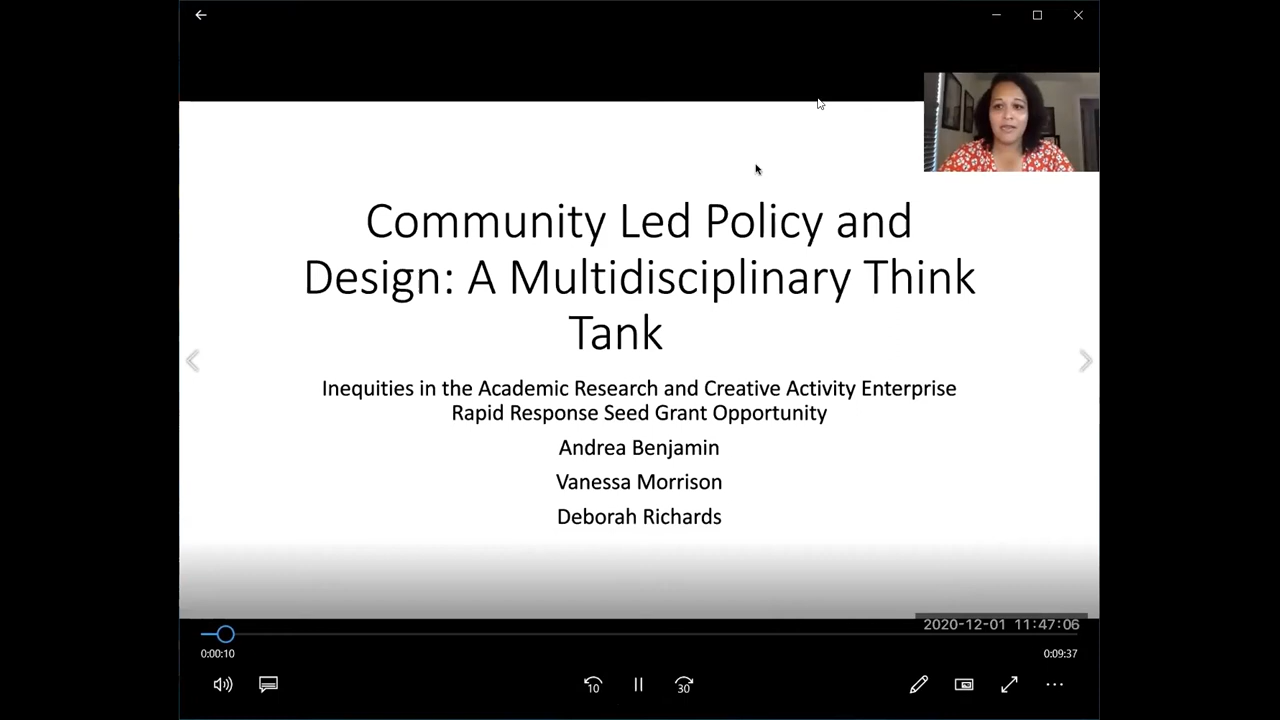 Community Led Policy and
Design: A Multidisciplinary Think
Tank
Inequities in the Academic Research and Creative Activity Enterprise
Rapid Response Seed Grant Opportunity
Andrea Benjamin
Vanessa Morrison
Deborah Richards
2020-12-01 11:47:06
0:00:10
0:09:37
10
30